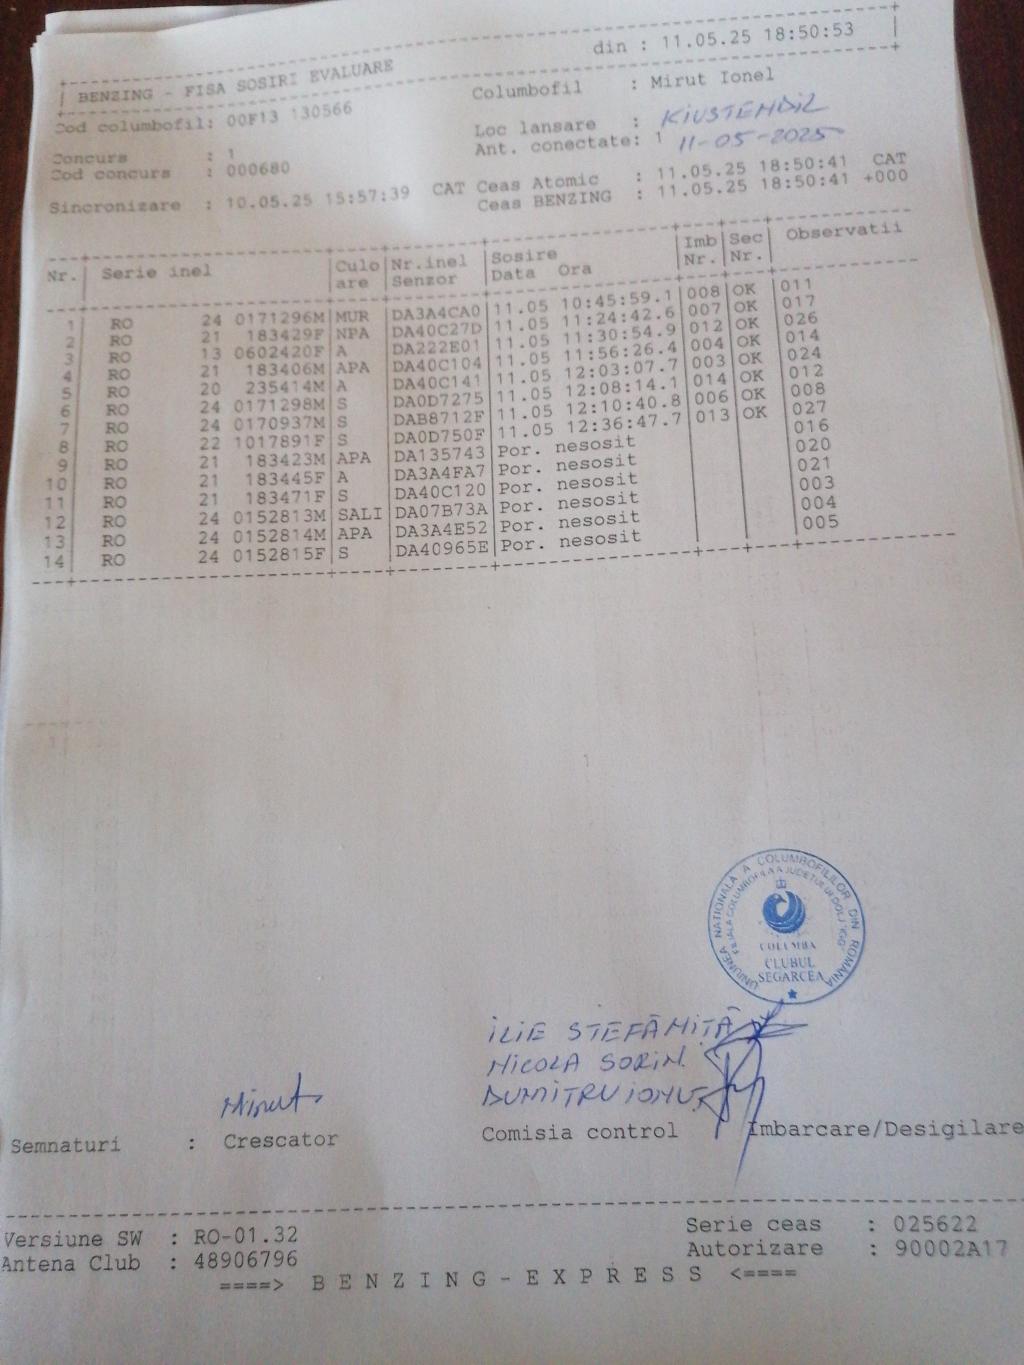 BENZING - FISA SOSIRI EVALUARE din : 11.05.25 18:50:53
Cod columbofil: 00F13 130566 Columbofil : Mirut Ionel
Loc lansare : KIUSTENDIL
Concurs : 1 Ant. conectate: 1 11-05-2025
Cod concurs : 000680
Ceas Atomic : 11.05.25 18:50:41 CAT
Sincronizare : 10.05.25 15:57:39 CAT Ceas BENZING : 11.05.25 18:50:41 +000
Nr. Serie inel Culo are Nr.inel Senzor Sosire Data Ora Imb Nr. Sec Nr. Observatii
1 RO 24 0171296M MUR DA3A4CA0 11.05 10:45:59.1 008 OK 011
2 RO 21 183429F NPA DA40C27D 11.05 11:24:42.6 007 OK 017
3 RO 13 0602420F A DA222E01 11.05 11:30:54.9 012 OK 026
4 RO 21 183406M APA DA40C104 11.05 11:56:26.4 004 OK 014
5 RO 20 235414M A DA40C141 11.05 12:03:07.7 003 OK 024
6 RO 24 0171298M S DA0D7275 11.05 12:08:14.1 014 OK 012
7 RO 24 0170937M S DAB8712F 11.05 12:10:40.8 006 OK 008
8 RO 22 1017891F S DA0D750F 11.05 12:36:47.7 013 OK 027
9 RO 21 183423M APA DA135743 Por. nesosit 016
10 RO 21 183445F A DA3A4FA7 Por. nesosit 020
11 RO 21 183471F S DA40C120 Por. nesosit 021
12 RO 24 0152813M SALI DA07B73A Por. nesosit 003
13 RO 24 0152814M APA DA3A4E52 Por. nesosit 004
14 RO 24 0152815F S DA40965E Por. nesosit 005
UNIUNEA NATIONALA A COLUMBOFILILOR DIN ROMANIA
FILIALA COLUMBOFILA A JUDETULUI DOLJ
COLUMBA
CLUBUL
SEGARCEA
ILIE STEFĂNIȚĂ
NICOLA SORIN
DUMITRU IONUȚ
Mirut
Semnaturi : Crescator Comisia control Imbarcare/Desigilare
Versiune SW : RO-01.32 Serie ceas : 025622
Antena Club : 48906796 Autorizare : 90002A17
====> BENZING-EXPRESS <====